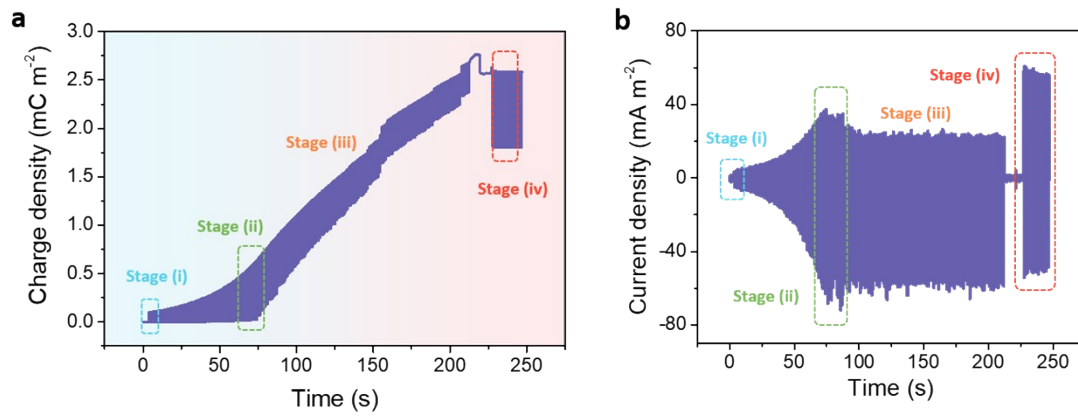 a
3.0
2.5
2.0
1.5
1.0
0.5
0.0
Charge density (mC m⁻²)
Stage (i)
Stage (ii)
Stage (iii)
Stage (iv)
0 50 100 150 200 250
Time (s)
b
80
40
0
-40
-80
Current density (mA m⁻²)
Stage (i)
Stage (ii)
Stage (iii)
Stage (iv)
0 50 100 150 200 250
Time (s)